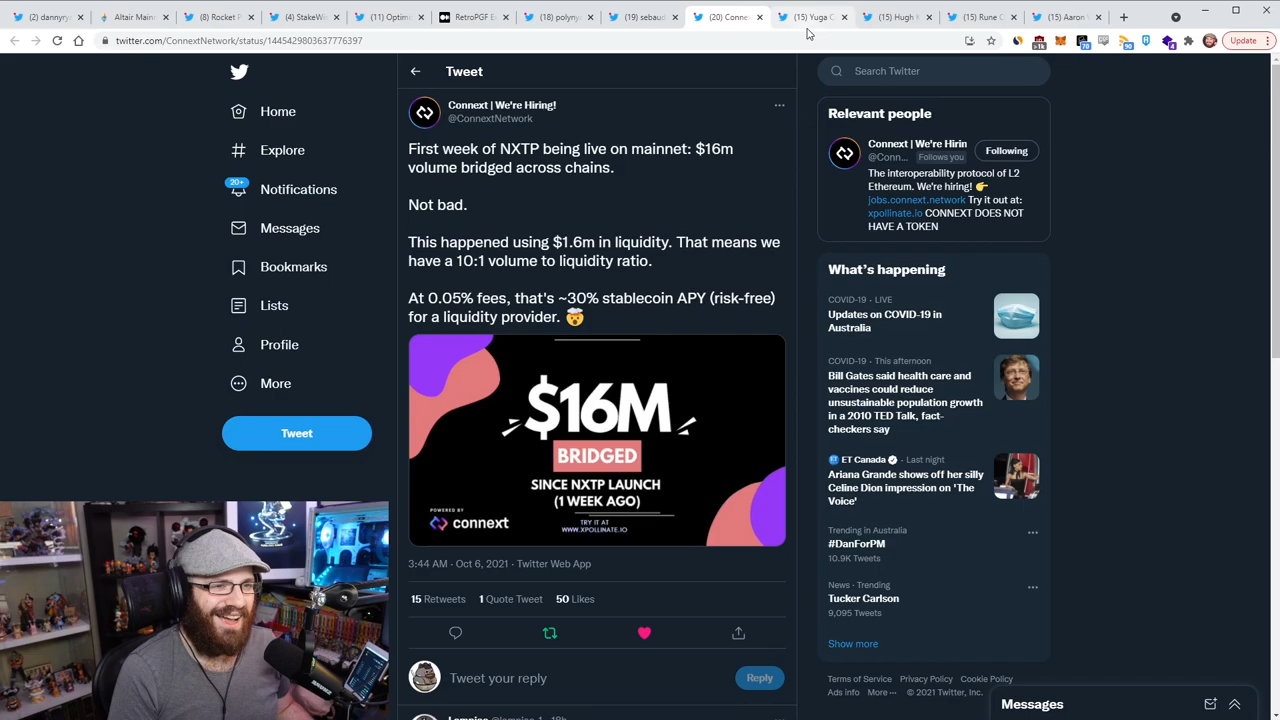 (2) dannyrya
Altair Mainn
(8) Rocket P
(4) StakeWis
(11) Optimis
RetroPGF Ex
(18) polynya
(19) sebaud
(20) Connex
(15) Yuga C
(15) Hugh K
(15) Rune C
(15) Aaron W
twitter.com/ConnextNetwork/status/1445429803637776397
Update
Home
Explore
20+
Notifications
Messages
Bookmarks
Lists
Profile
More
Tweet
Tweet
Connext | We're Hiring!
@ConnextNetwork
First week of NXTP being live on mainnet: $16m
volume bridged across chains.
Not bad.
This happened using $1.6m in liquidity. That means we
have a 10:1 volume to liquidity ratio.
At 0.05% fees, that's ~30% stablecoin APY (risk-free)
for a liquidity provider. 🤯
$16M
BRIDGED
SINCE NXTP LAUNCH
(1 WEEK AGO)
POWERED BY
connext
TRY IT AT
WWW.XPOLLINATE.IO
3:44 AM · Oct 6, 2021 · Twitter Web App
15 Retweets 1 Quote Tweet 50 Likes
Tweet your reply
Reply
Search Twitter
Relevant people
Connext | We're Hirin
@Conn... Follows you
Following
The interoperability protocol of L2
Ethereum. We're hiring! 👉
jobs.connext.network Try it out at:
xpollinate.io CONNEXT DOES NOT
HAVE A TOKEN
What's happening
COVID-19 · LIVE
Updates on COVID-19 in
Australia
COVID-19 · This afternoon
Bill Gates said health care and
vaccines could reduce
unsustainable population growth
in a 2010 TED Talk, fact-
checkers say
ET Canada · Last night
Ariana Grande shows off her silly
Celine Dion impression on 'The
Voice'
Trending in Australia
#DanForPM
10.9K Tweets
News · Trending
Tucker Carlson
9,095 Tweets
Show more
Terms of Service Privacy Policy Cookie Policy
Ads info More ··· © 2021 Twitter, Inc.
Messages